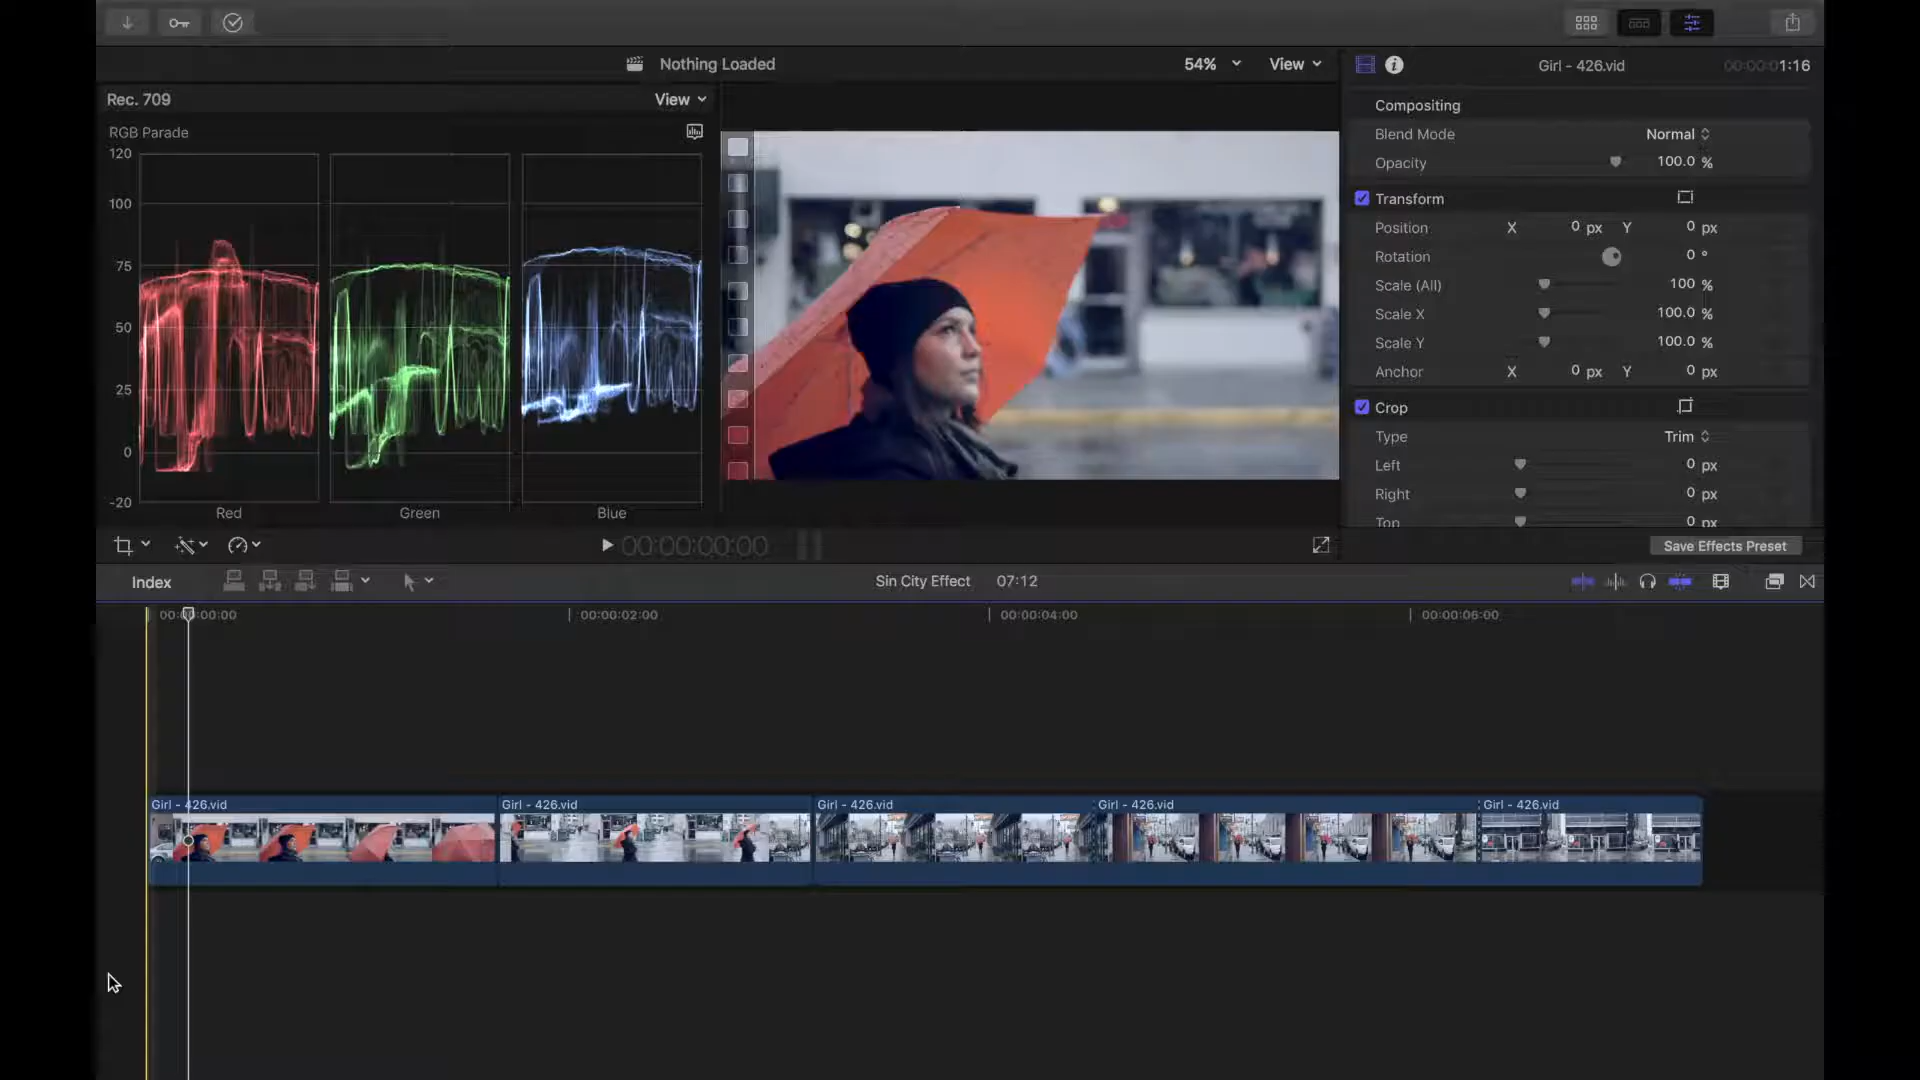 Nothing Loaded
54%
View
Girl - 426.vid
00:00:01:16
Rec. 709
View
RGB Parade
120
100
75
50
25
0
-20
Red
Green
Blue
Compositing
Blend Mode
Normal
Opacity
100.0 %
Transform
Position
X 0 px Y 0 px
Rotation
0 °
Scale (All)
100 %
Scale X
100.0 %
Scale Y
100.0 %
Anchor
X 0 px Y 0 px
Crop
Type
Trim
Left
0 px
Right
0 px
Top
0 px
00:00:00:00
Save Effects Preset
Index
Sin City Effect
07:12
00:00:00:00
00:00:02:00
00:00:04:00
00:00:06:00
Girl - 426.vid
Girl - 426.vid
Girl - 426.vid
Girl - 426.vid
Girl - 426.vid